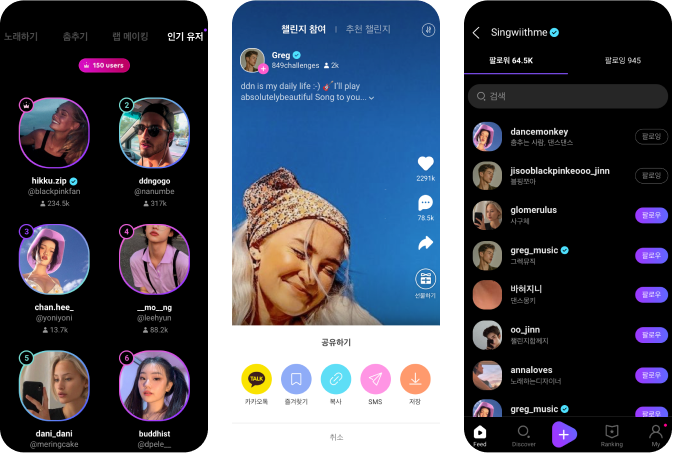 노래하기 춤추기 랩 메이킹 인기 유저
150 users
2
hikku.zip
@blackpinkfan
234.5k
ddngogo
@nanumbe
317k
3
4
chan.hee_
@yoniyoni
13.7k
__mo__ng
@leehyun
88.2k
5
6
dani_dani
@meringcake
buddhist
@dpele__
챌린지 참여 | 추천 챌린지
Greg
849challenges 2k
ddn is my daily life :-) 🎸I'll play
absolutelybeautiful Song to you...
2291k
78.5k
선물하기
공유하기
TALK
카카오톡
즐겨찾기
복사
SMS
저장
취소
Singwiithme
팔로워 64.5K
팔로잉 945
검색
dancemonkey
춤추는 사람, 댄스댄스
팔로잉
jisooblackpinkeooo_jinn
블핑쪼아
팔로잉
glomerulus
사구체
팔로우
greg_music
그렉뮤직
팔로우
바혀지니
댄스몽키
팔로우
oo_jinn
챌린지함께지
팔로우
annaloves
노래하는디자이너
팔로우
greg_music
팔로우
Feed
Discover
Ranking
My